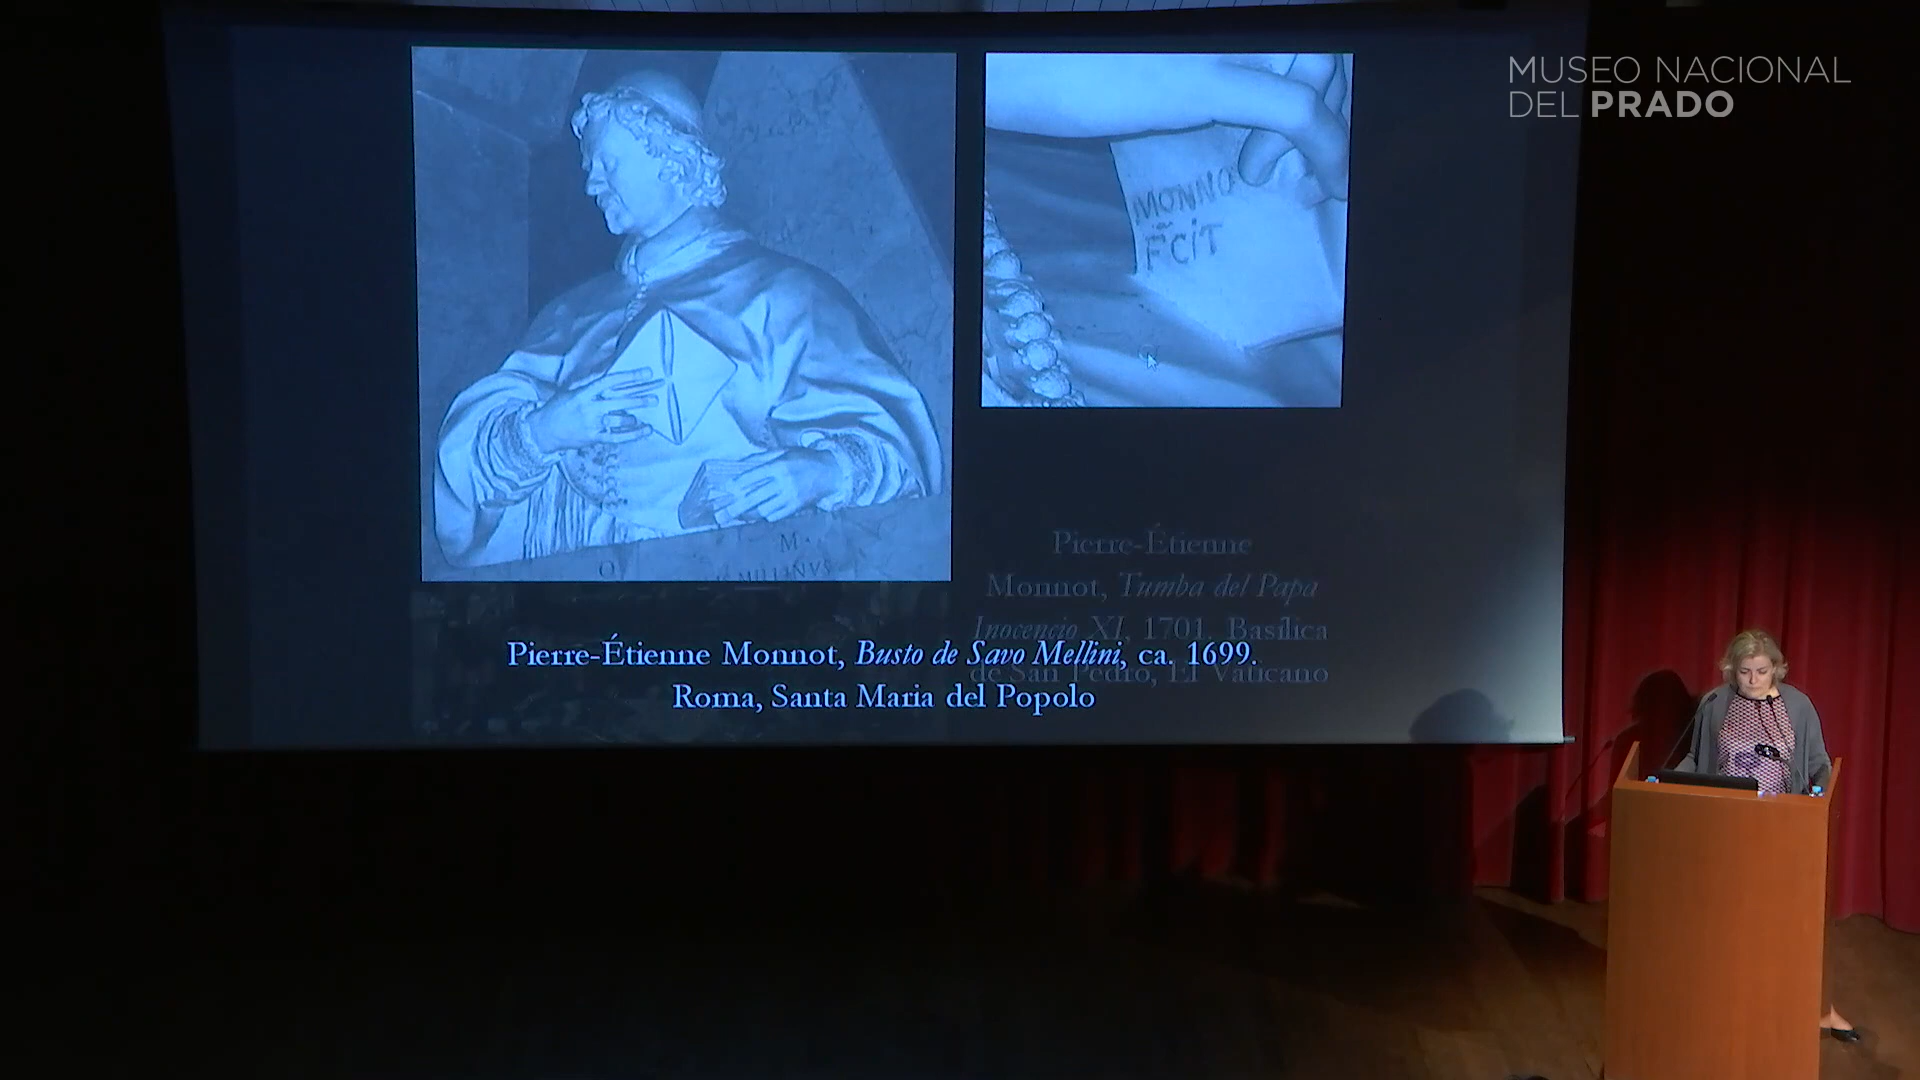 MUSEO NACIONAL
DEL PRADO
MONNO
FCIT
M
O
MILLINVS
Pierre-Étienne
Monnot, Tumba del Papa
Inocencio XI, 1701. Basílica
de San Pedro, El Vaticano
Pierre-Étienne Monnot, Busto de Savo Mellini, ca. 1699.
Roma, Santa Maria del Popolo